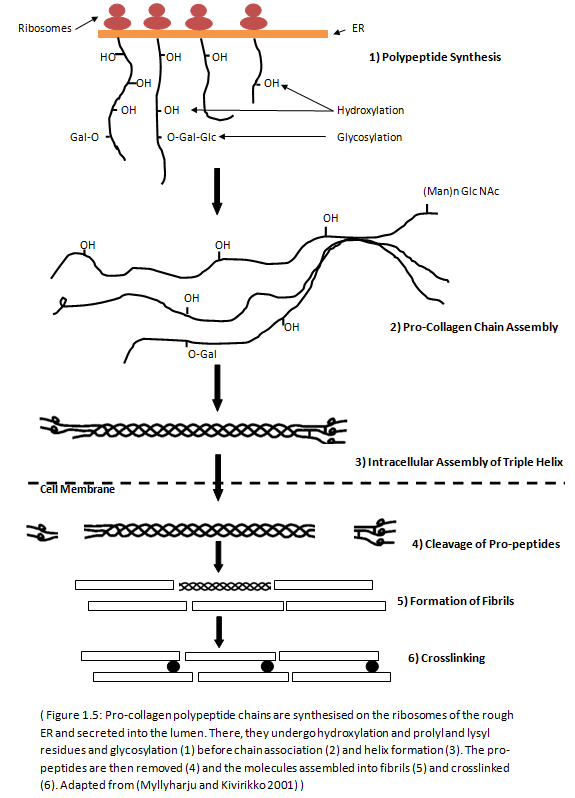 Ribosomes
ER
1) Polypeptide Synthesis
HO
OH
OH
OH
OH
OH
OH
Hydroxylation
Gal-O
O-Gal-Glc
Glycosylation
(Man)n Glc NAc
OH
OH
OH
OH
OH
2) Pro-Collagen Chain Assembly
O-Gal
3) Intracellular Assembly of Triple Helix
Cell Membrane
4) Cleavage of Pro-peptides
5) Formation of Fibrils
6) Crosslinking
( Figure 1.5: Pro-collagen polypeptide chains are synthesised on the ribosomes of the rough
ER and secreted into the lumen. There, they undergo hydroxylation and prolyl and lysyl
residues and glycosylation (1) before chain association (2) and helix formation (3). The pro-
peptides are then removed (4) and the molecules assembled into fibrils (5) and crosslinked
(6). Adapted from (Myllyharju and Kivirikko 2001) )